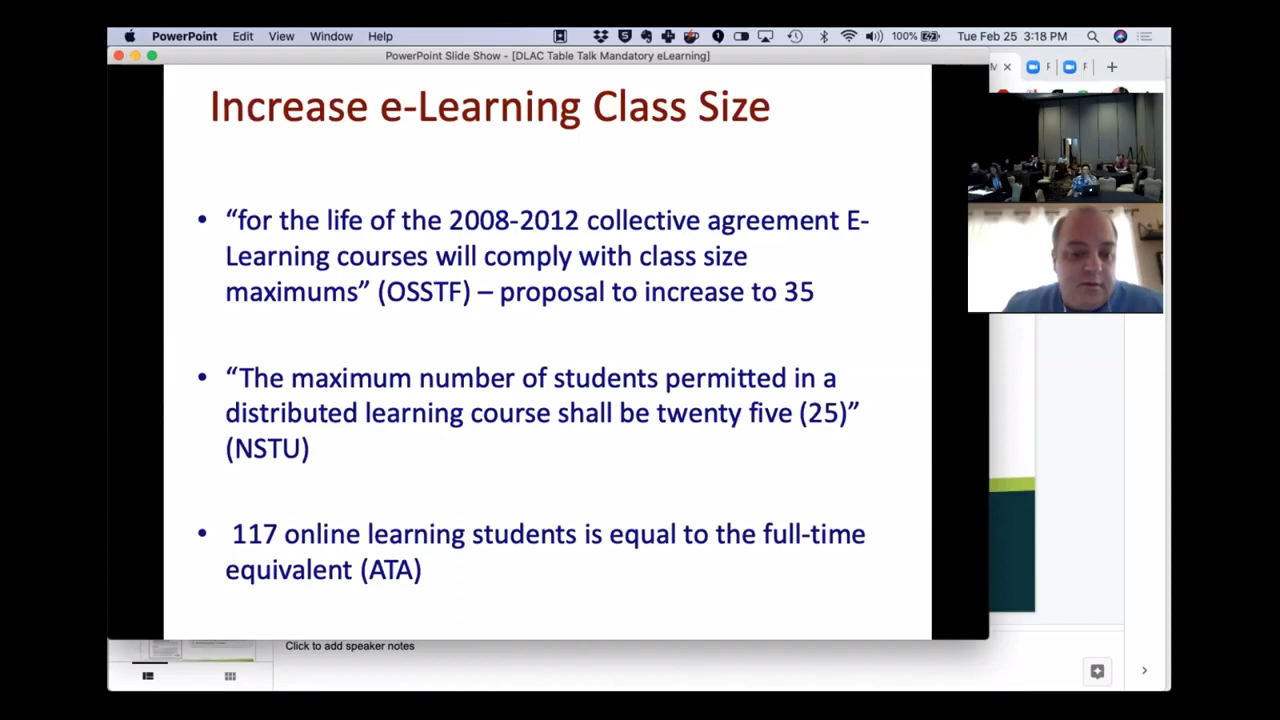 PowerPoint Edit View Window Help 100% Tue Feb 25 3:18 PM
PowerPoint Slide Show - [DLAC Table Talk Mandatory eLearning]
Increase e-Learning Class Size
• “for the life of the 2008-2012 collective agreement E-
Learning courses will comply with class size
maximums” (OSSTF) – proposal to increase to 35
• “The maximum number of students permitted in a
distributed learning course shall be twenty five (25)”
(NSTU)
• 117 online learning students is equal to the full-time
equivalent (ATA)
Click to add speaker notes